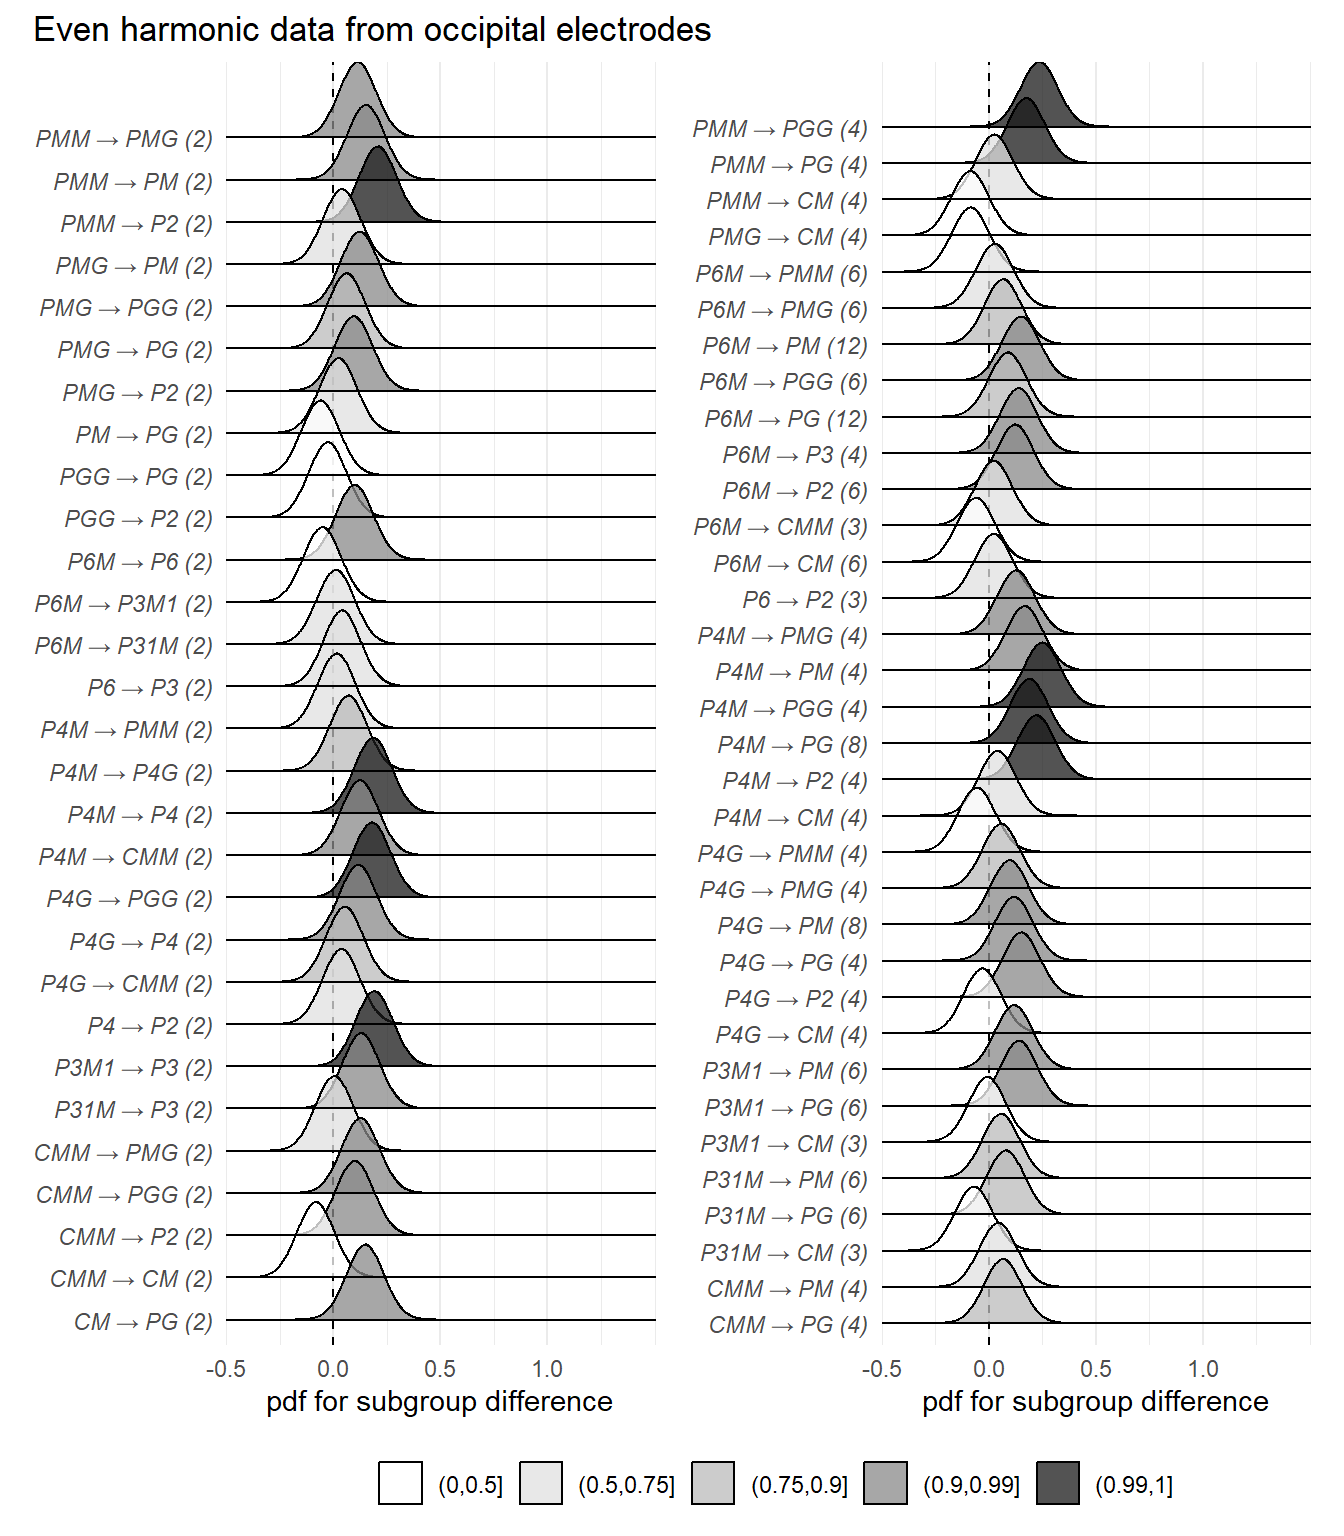 Even harmonic data from occipital electrodes
PMM → PMG (2)
PMM → PM (2)
PMM → P2 (2)
PMG → PM (2)
PMG → PGG (2)
PMG → PG (2)
PMG → P2 (2)
PM → PG (2)
PGG → PG (2)
PGG → P2 (2)
P6M → P6 (2)
P6M → P3M1 (2)
P6M → P31M (2)
P6 → P3 (2)
P4M → PMM (2)
P4M → P4G (2)
P4M → P4 (2)
P4M → CMM (2)
P4G → PGG (2)
P4G → P4 (2)
P4G → CMM (2)
P4 → P2 (2)
P3M1 → P3 (2)
P31M → P3 (2)
CMM → PMG (2)
CMM → PGG (2)
CMM → P2 (2)
CMM → CM (2)
CM → PG (2)
-0.5 0.0 0.5 1.0
pdf for subgroup difference
PMM → PGG (4)
PMM → PG (4)
PMM → CM (4)
PMG → CM (4)
P6M → PMM (6)
P6M → PMG (6)
P6M → PM (12)
P6M → PGG (6)
P6M → PG (12)
P6M → P3 (4)
P6M → P2 (6)
P6M → CMM (3)
P6M → CM (6)
P6 → P2 (3)
P4M → PMG (4)
P4M → PM (4)
P4M → PGG (4)
P4M → PG (8)
P4M → P2 (4)
P4M → CM (4)
P4G → PMM (4)
P4G → PMG (4)
P4G → PM (8)
P4G → PG (4)
P4G → P2 (4)
P4G → CM (4)
P3M1 → PM (6)
P3M1 → PG (6)
P3M1 → CM (3)
P31M → PM (6)
P31M → PG (6)
P31M → CM (3)
CMM → PM (4)
CMM → PG (4)
-0.5 0.0 0.5 1.0
pdf for subgroup difference
(0,0.5] (0.5,0.75] (0.75,0.9] (0.9,0.99] (0.99,1]